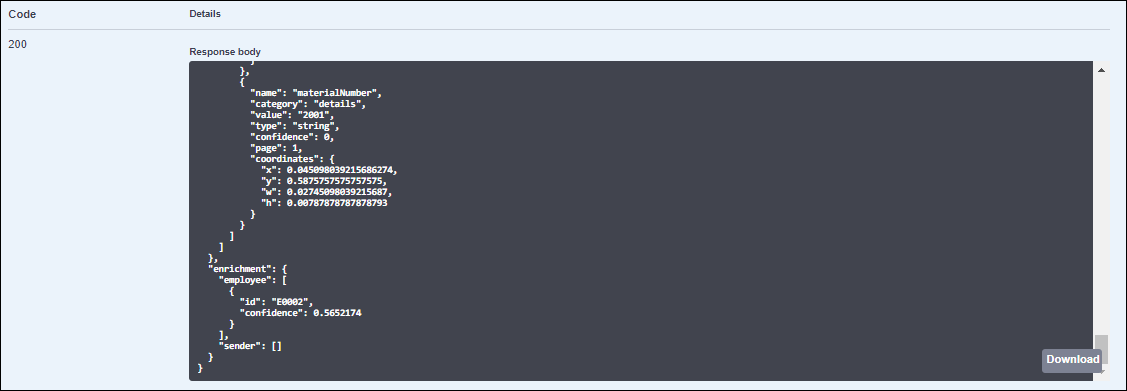 Code Details
200
Response body
}
},
{
"name": "materialNumber",
"category": "details",
"value": "2001",
"type": "string",
"confidence": 0,
"page": 1,
"coordinates": {
"x": 0.045098039215686274,
"y": 0.5875757575757575,
"w": 0.02745098039215687,
"h": 0.00787878787878793
}
}
]
]
},
"enrichment": {
"employee": [
{
"id": "E0002",
"confidence": 0.5652174
}
],
"sender": []
}
}
Download